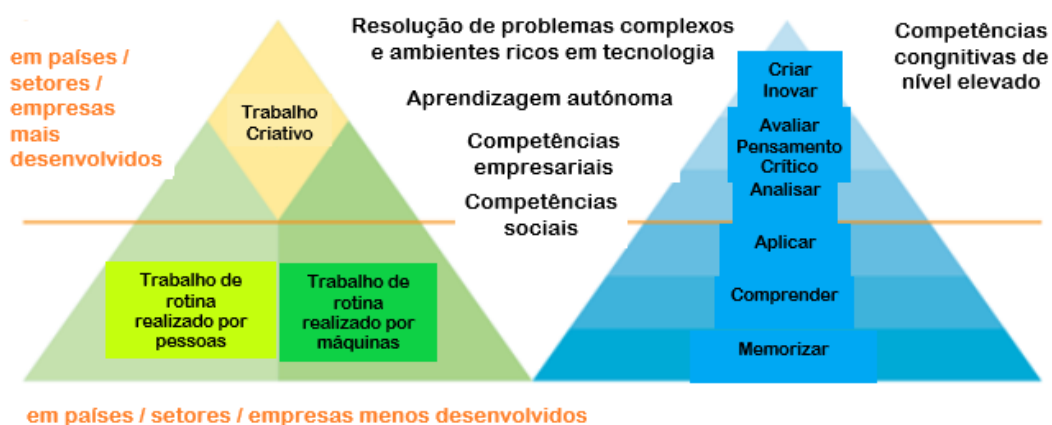 em países /
setores /
empresas
mais
desenvolvidos
Trabalho
Criativo
Trabalho de
rotina
realizado por
pessoas
Trabalho de
rotina
realizado por
máquinas
Resolução de problemas complexos
e ambientes ricos em tecnologia
Aprendizagem autónoma
Competências
empresariais
Competências
sociais
Criar
Inovar
Avaliar
Pensamento
Crítico
Analisar
Aplicar
Comprender
Memorizar
Competências
congnitivas de
nível elevado
em países / setores / empresas menos desenvolvidos